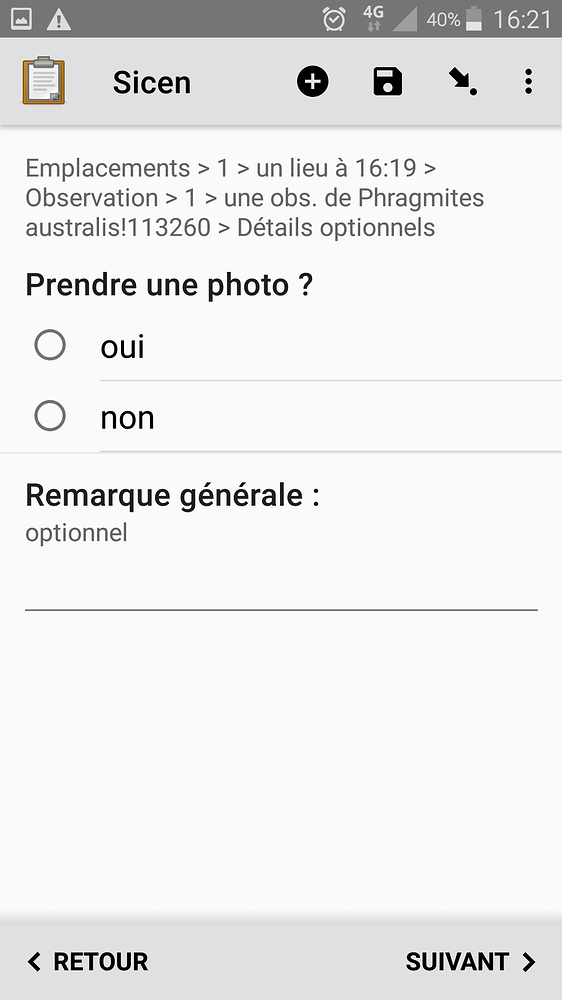 4G 40% 16:21
Sicen
Emplacements > 1 > un lieu à 16:19 >
Observation > 1 > une obs. de Phragmites
australis!113260 > Détails optionnels
Prendre une photo ?
oui
non
Remarque générale :
optionnel
RETOUR SUIVANT